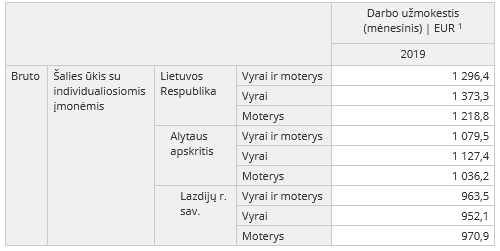 Darbo užmokestis
(mėnesinis) | EUR ¹
2019
Bruto Šalies ūkis su Lietuvos Vyrai ir moterys 1 296,4
individualiosiomis Respublika Vyrai 1 373,3
įmonėmis Moterys 1 218,8
Alytaus Vyrai ir moterys 1 079,5
apskritis Vyrai 1 127,4
Moterys 1 036,2
Lazdijų r. Vyrai ir moterys 963,5
sav. Vyrai 952,1
Moterys 970,9